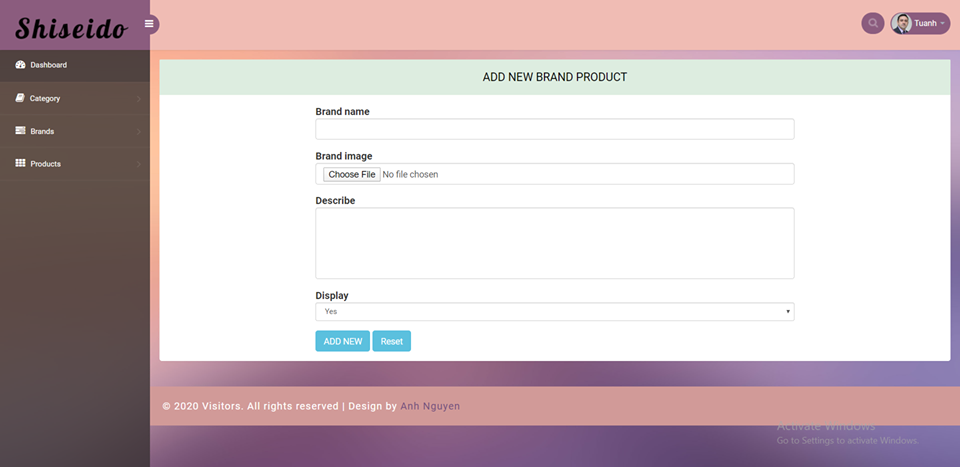 Shiseido
Tuanh
Dashboard
Category
Brands
Products
ADD NEW BRAND PRODUCT
Brand name
Brand image
Choose File No file chosen
Describe
Display
Yes
ADD NEW Reset
© 2020 Visitors. All rights reserved | Design by Anh Nguyen
Activate Windows
Go to Settings to activate Windows.